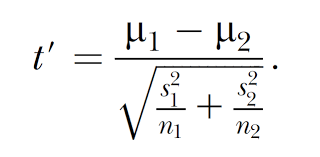 t′ = (μ₁ − μ₂) / √(s₁²/n₁ + s₂²/n₂).